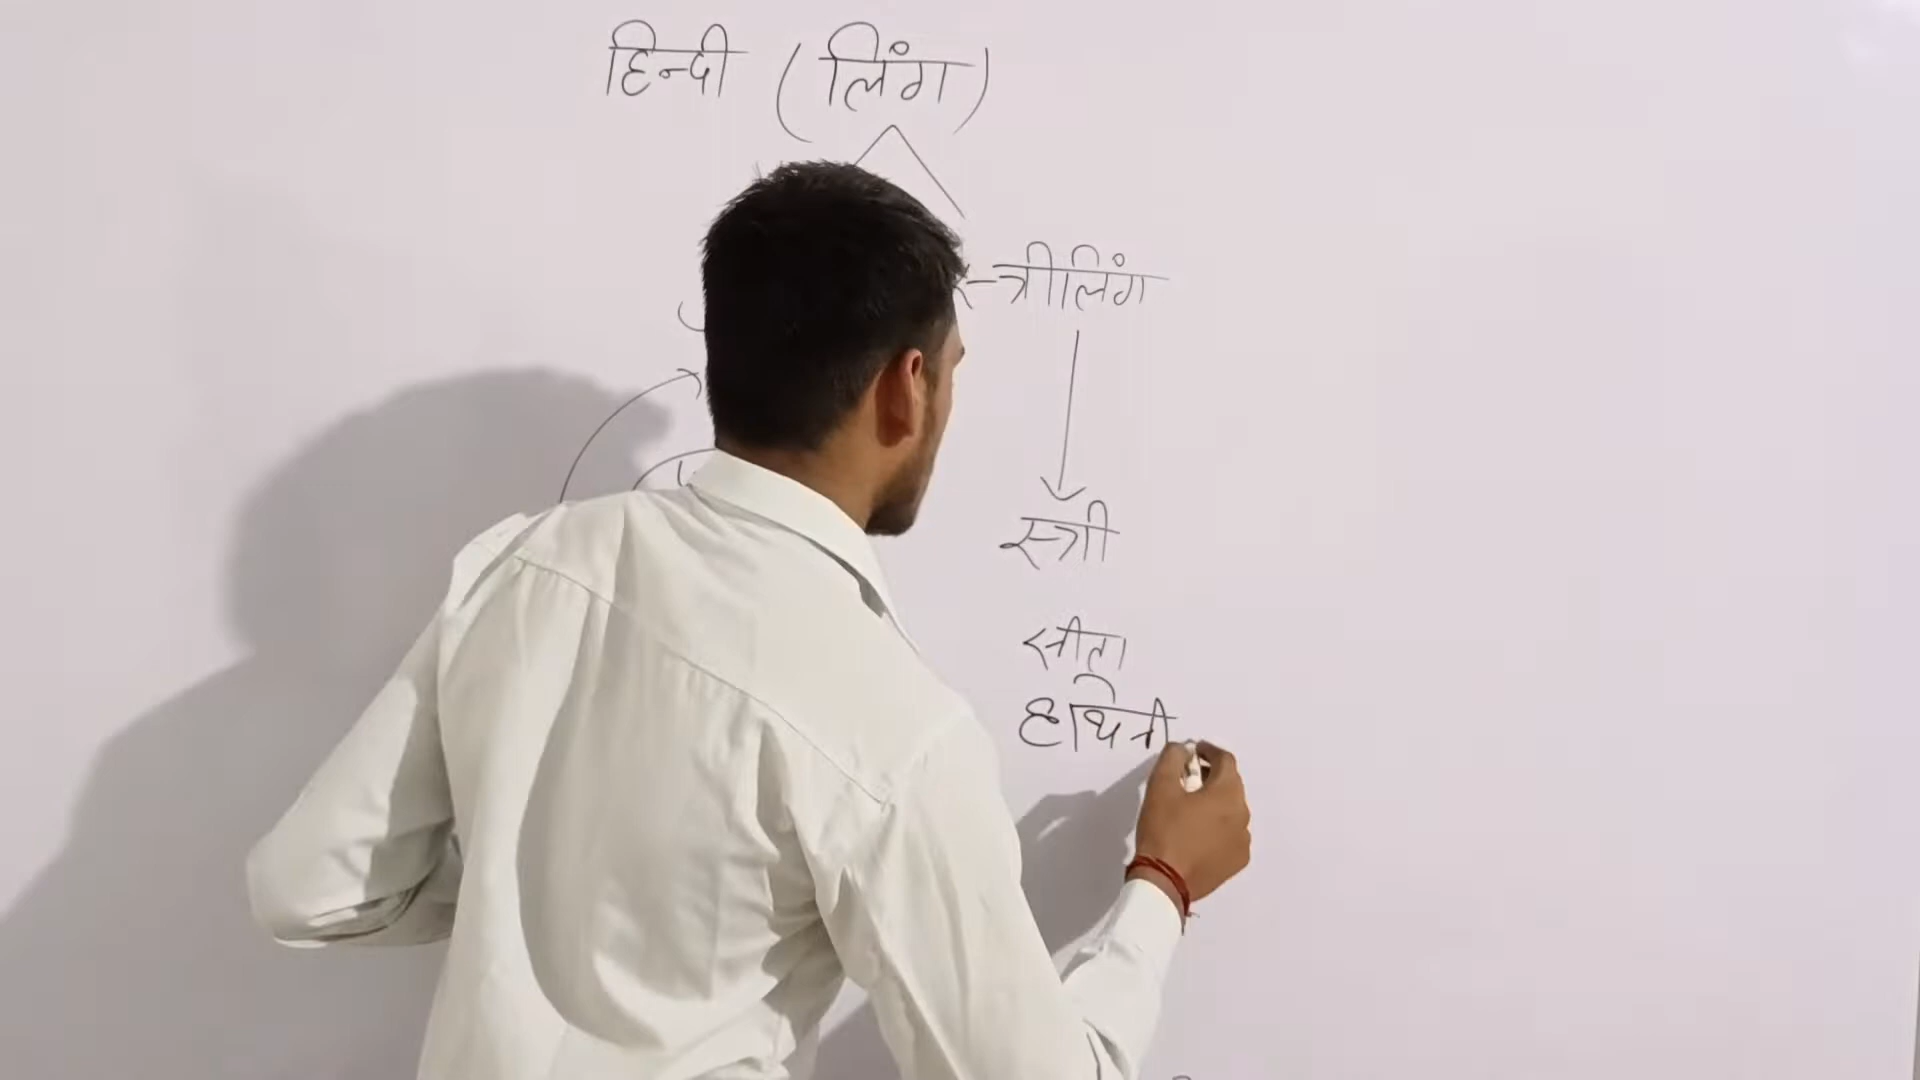 हिन्दी (लिंग)
स्त्रीलिंग
स्त्री
सीता
हथिनी